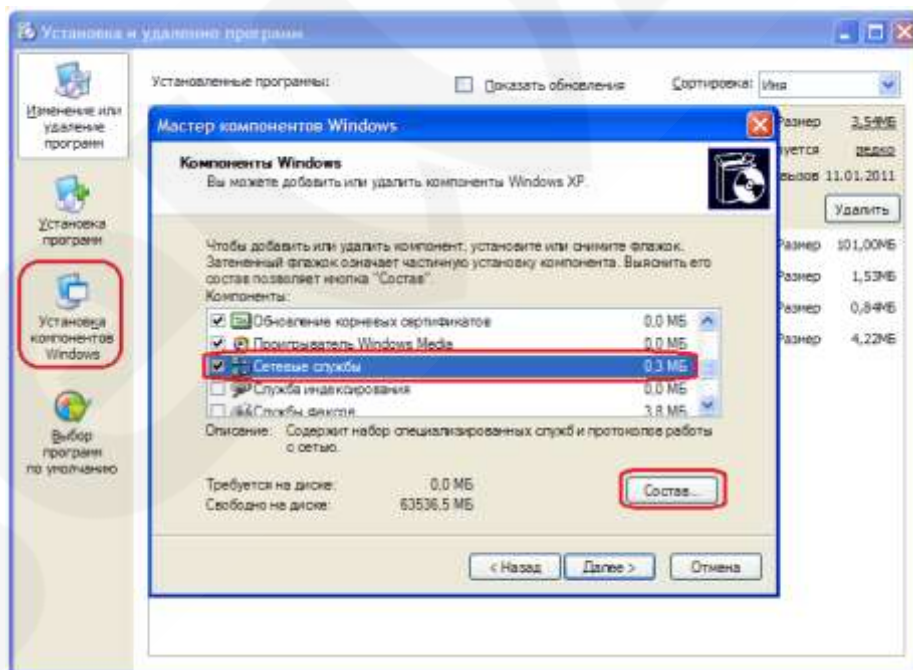 Установка и удаление программ
Изменение или
удаление
программ
Установка
программ
Установка
компонентов
Windows
Выбор
программ
по умолчанию
Установленные программы:
Показать обновления
Сортировка: Имя
Размер 3,54МБ
уется редко
вызов 11.01.2011
Удалить
Размер 101,00МБ
Размер 1,53МБ
Размер 0,84МБ
Размер 4,22МБ
Мастер компонентов Windows
Компоненты Windows
Вы можете добавить или удалить компоненты Windows XP.
Чтобы добавить или удалить компонент, установите или снимите флажок.
Затененный флажок означает частичную установку компонента. Выяснить его
состав позволяет кнопка "Состав"
Компоненты:
Обновление корневых сертификатов 0,0 МБ
Проигрыватель Windows Media 0,0 МБ
Сетевые службы 0,3 МБ
Служба индексирования 0,0 МБ
Службы факсов 3,8 МБ
Описание: Содержит набор специализированных служб и протоколов работы
с сетью.
Требуется на диске: 0,0 МБ
Свободно на диске: 63536,5 МБ
Состав...
< Назад
Далее >
Отмена